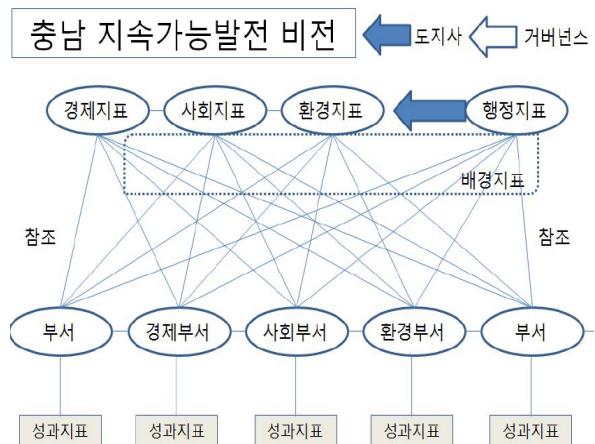 충남 지속가능발전 비전 도지사 거버넌스
경제지표 사회지표 환경지표 행정지표
배경지표
참조 참조
부서 경제부서 사회부서 환경부서 부서
성과지표 성과지표 성과지표 성과지표 성과지표